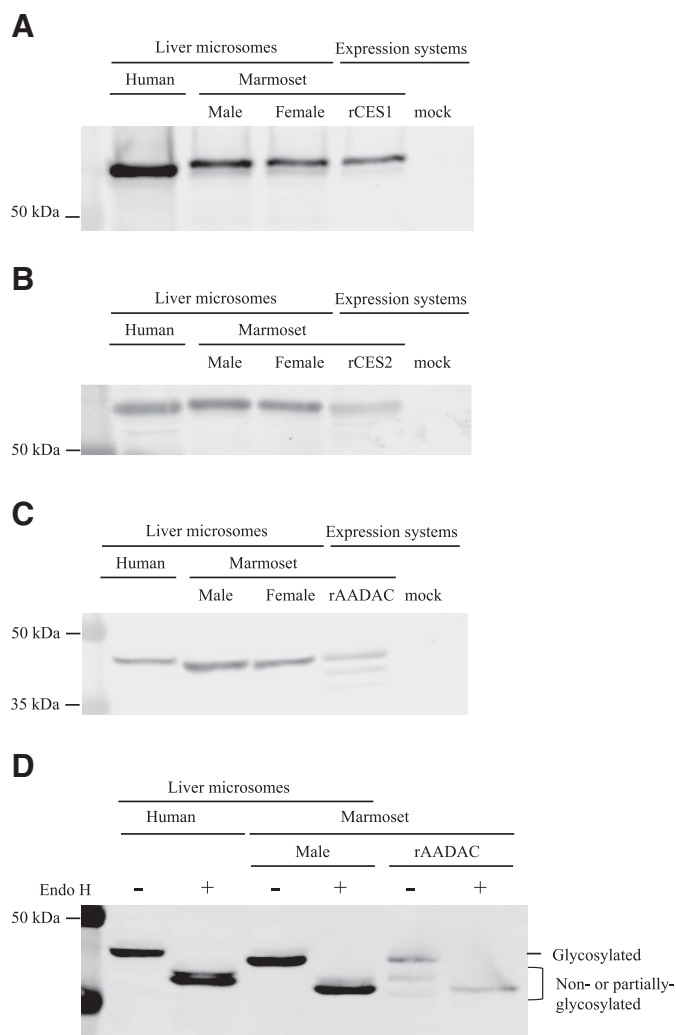 A
Liver microsomes Expression systems
Human Marmoset
Male Female rCES1 mock
50 kDa
B
Liver microsomes Expression systems
Human Marmoset
Male Female rCES2 mock
50 kDa
C
Liver microsomes Expression systems
Human Marmoset
Male Female rAADAC mock
50 kDa
35 kDa
D
Liver microsomes
Human Marmoset
Male rAADAC
Endo H - + - + - +
50 kDa
Glycosylated
Non- or partially-
glycosylated